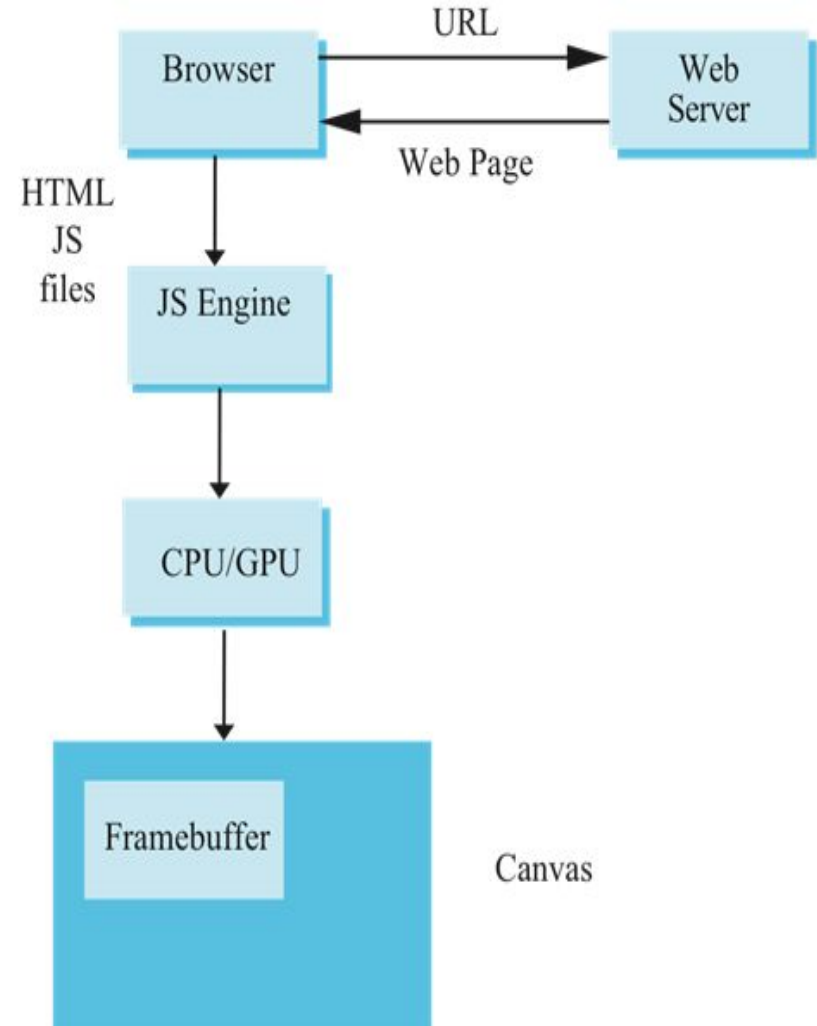 URL
Browser
Web
Server
Web Page
HTML
JS
files
JS Engine
CPU/GPU
Framebuffer
Canvas